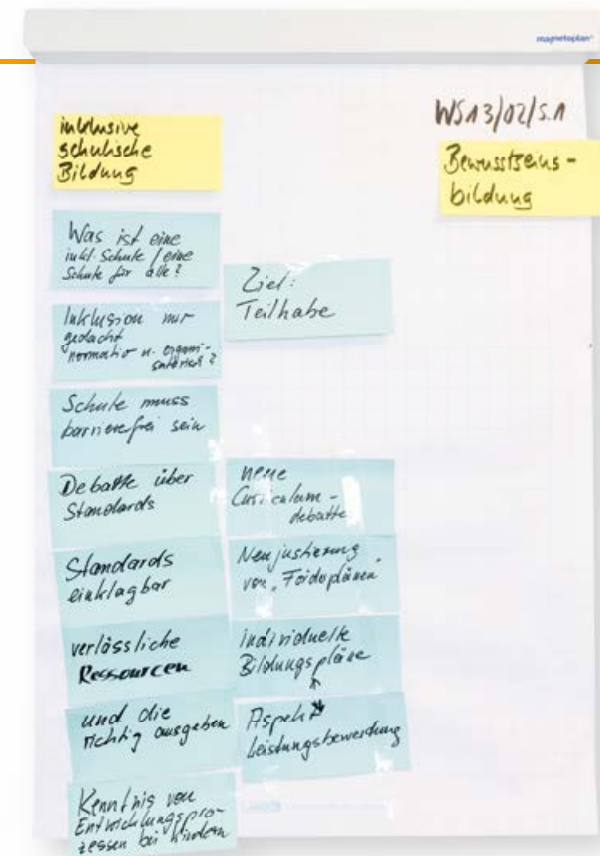 magnetoplan
WS13/02/S.1
inklusive
schulische
Bildung
Bewusstseins-
bildung
Was ist eine
inkl. Schule / eine
Schule für alle?
Inklusion nur
gedacht
normativ u. organi-
satorisch?
Schule muss
barrierefrei sein
Debatte über
Standards
Standards
einklagbar
verlässliche
Ressourcen
und die
richtig ausgeben
Kenntnis von
Entwicklungspro-
zessen bei Kindern
Ziel:
Teilhabe
neue
Curriculum-
debatte
Neujustierung
von „Förderplänen“
individuelle
Bildungspläne
Aspekt
Leistungsbewertung